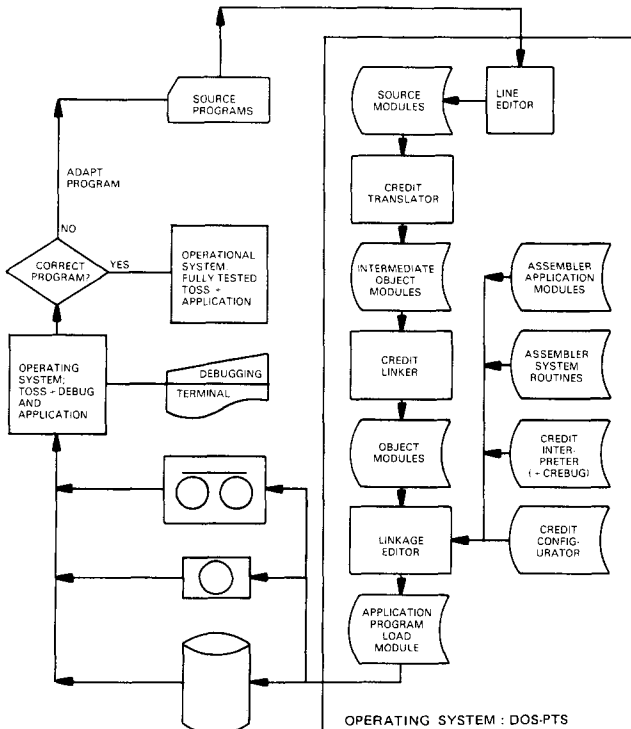 SOURCE
PROGRAMS
SOURCE
MODULES
LINE
EDITOR
ADAPT
PROGRAM
CREDIT
TRANSLATOR
NO
CORRECT
PROGRAM?
YES
OPERATIONAL
SYSTEM:
FULLY TESTED
TOSS +
APPLICATION
INTERMEDIATE
OBJECT
MODULES
ASSEMBLER
APPLICATION
MODULES
OPERATING
SYSTEM;
TOSS + DEBUG
AND
APPLICATION
DEBUGGING
TERMINAL
CREDIT
LINKER
ASSEMBLER
SYSTEM
ROUTINES
OBJECT
MODULES
CREDIT
INTER-
PRETER
(+ CREBUG)
LINKAGE
EDITOR
CREDIT
CONFIG-
URATOR
APPLICATION
PROGRAM
LOAD
MODULE
OPERATING SYSTEM : DOS-PTS